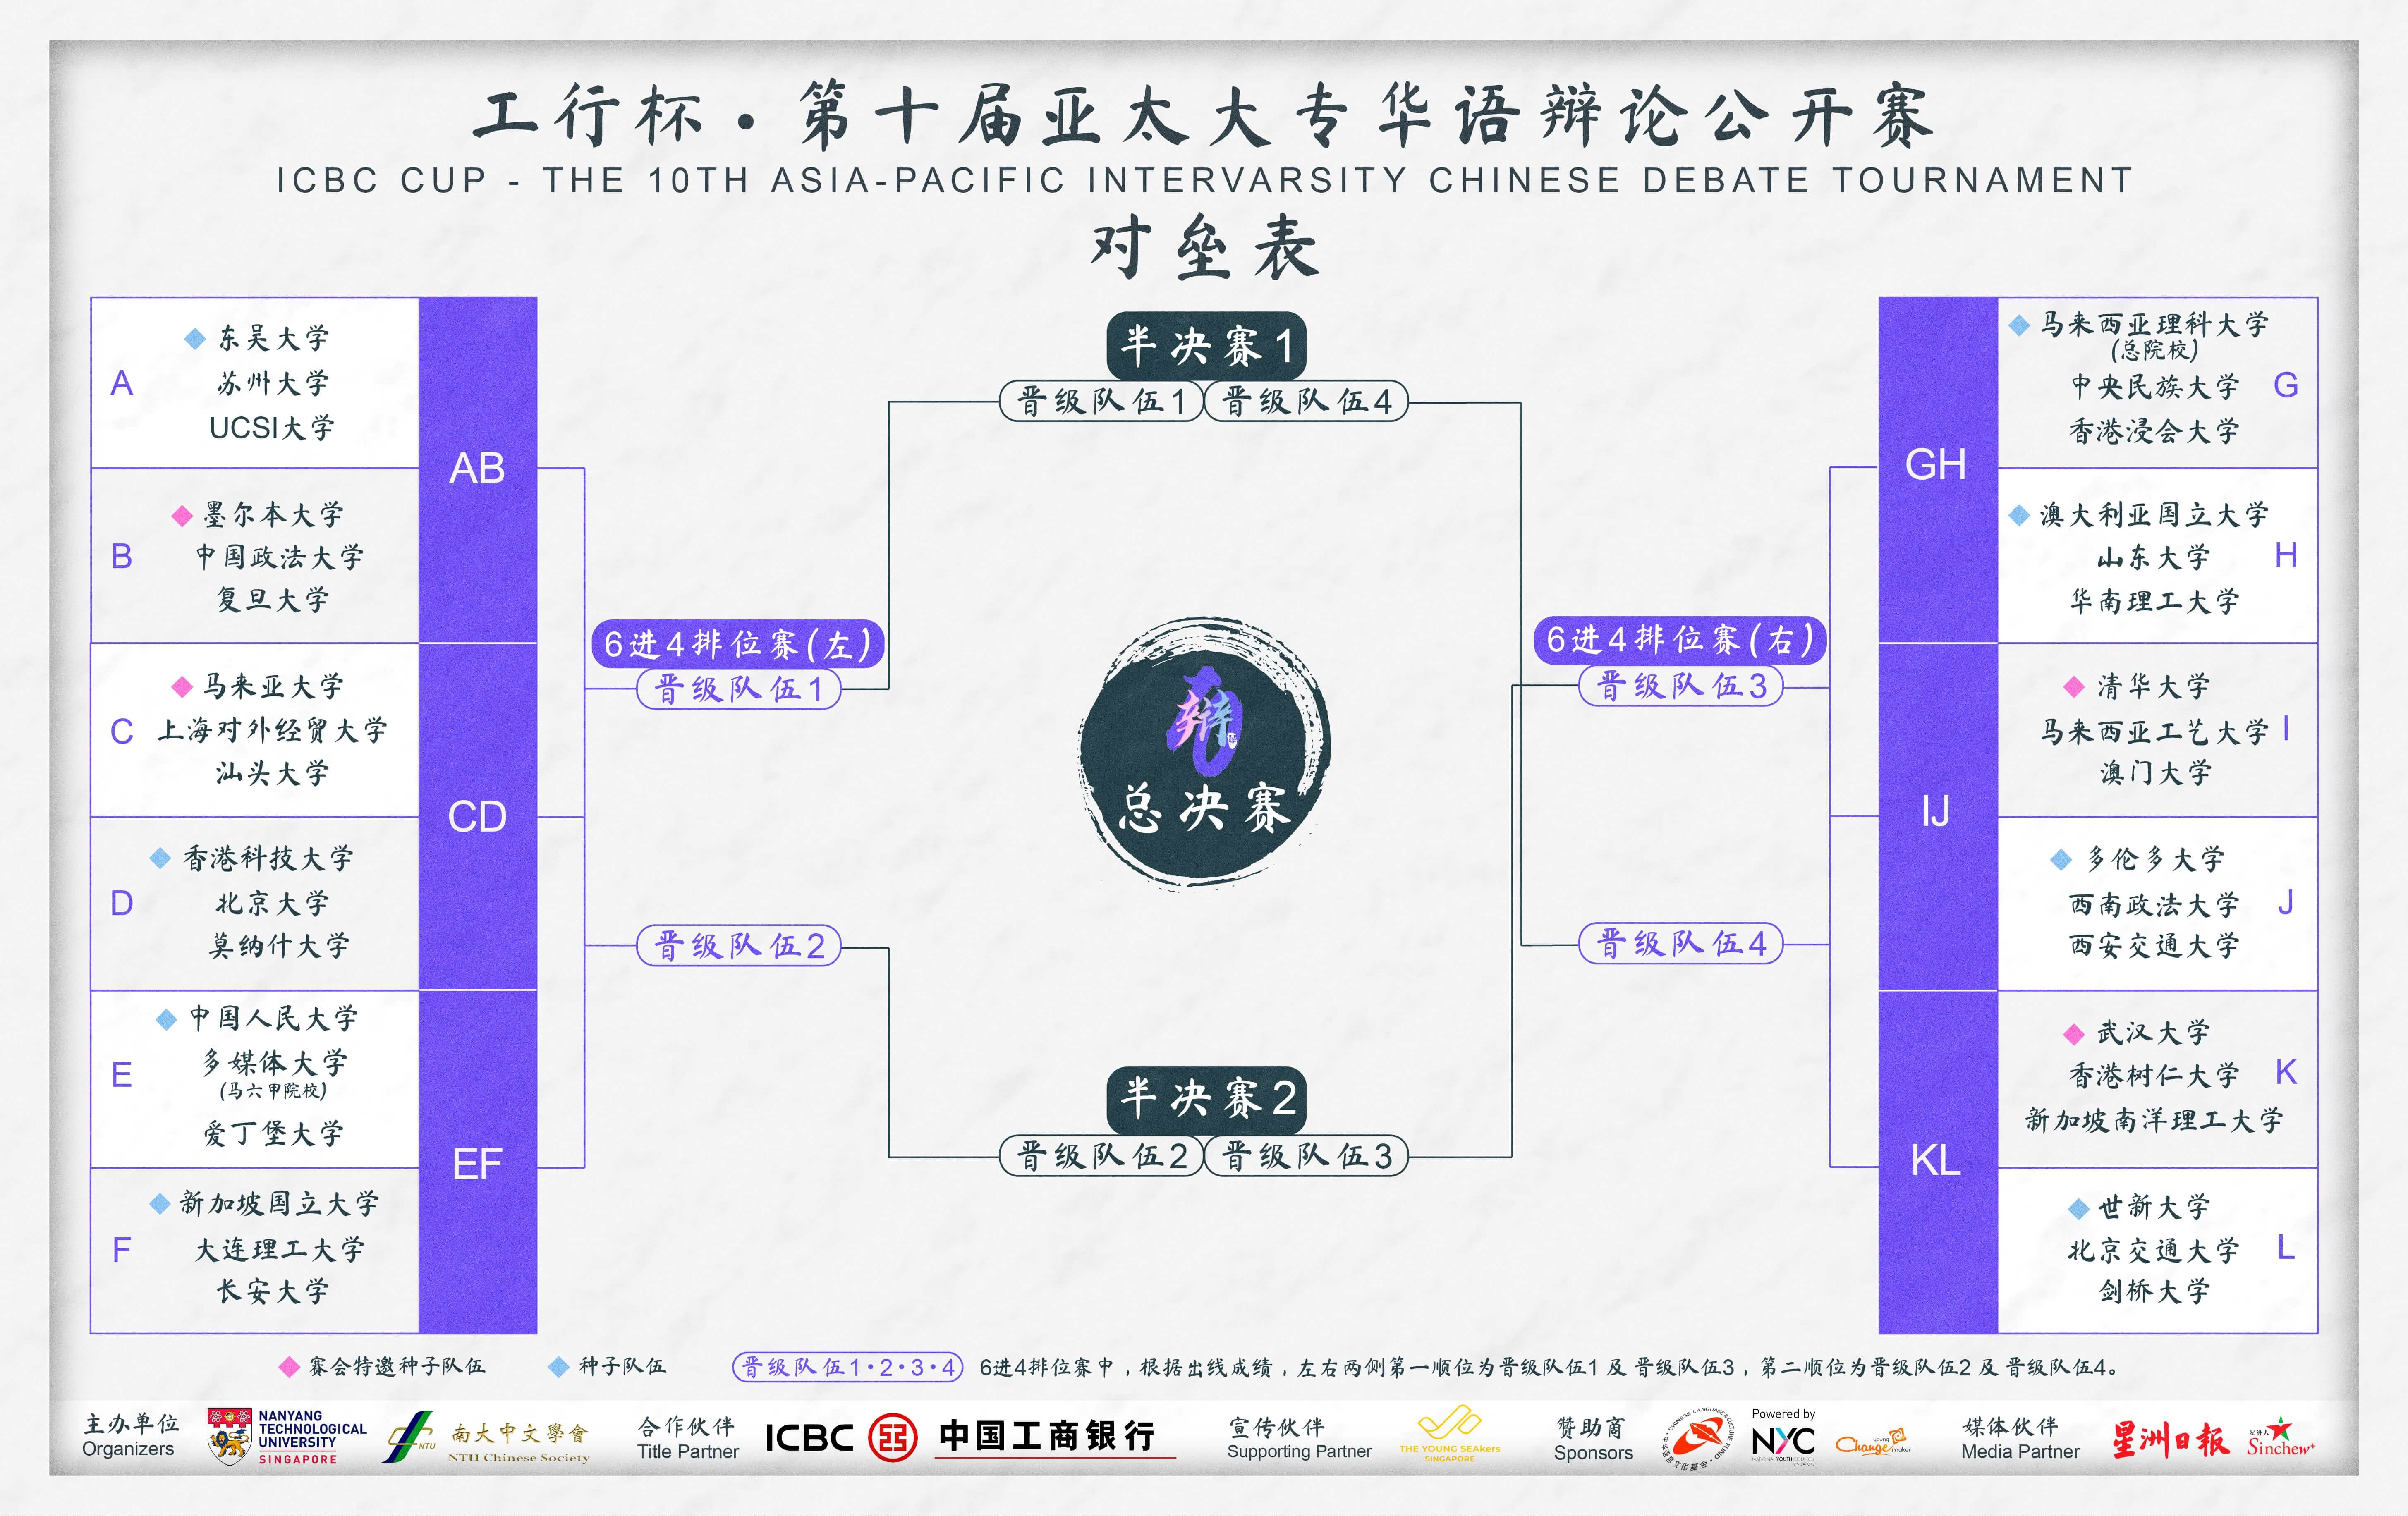 工行杯·第十届亚太大专华语辩论公开赛
ICBC CUP - THE 10TH ASIA-PACIFIC INTERVARSITY CHINESE DEBATE TOURNAMENT
对垒表
A
东吴大学
苏州大学
UCSI大学
B
墨尔本大学
中国政法大学
复旦大学
AB
C
马来亚大学
上海对外经贸大学
汕头大学
D
香港科技大学
北京大学
莫纳什大学
CD
E
中国人民大学
多媒体大学
(马六甲院校)
爱丁堡大学
F
新加坡国立大学
大连理工大学
长安大学
EF
6进4排位赛(左)
晋级队伍1
晋级队伍2
半决赛1
晋级队伍1 晋级队伍4
辩
总决赛
半决赛2
晋级队伍2 晋级队伍3
6进4排位赛(右)
晋级队伍3
晋级队伍4
GH
马来西亚理科大学
(总院校)
中央民族大学
香港浸会大学
G
澳大利亚国立大学
山东大学
华南理工大学
H
IJ
清华大学
马来西亚工艺大学
澳门大学
I
多伦多大学
西南政法大学
西安交通大学
J
KL
武汉大学
香港树仁大学
新加坡南洋理工大学
K
世新大学
北京交通大学
剑桥大学
L
赛会特邀种子队伍 种子队伍 晋级队伍1·2·3·4 6进4排位赛中，根据出线成绩，左右两侧第一顺位为晋级队伍1 及 晋级队伍3，第二顺位为晋级队伍2 及 晋级队伍4。
主办单位
Organizers
NANYANG
TECHNOLOGICAL
UNIVERSITY
SINGAPORE
NTU
南大中文學會
NTU Chinese Society
合作伙伴
Title Partner
ICBC 中国工商银行
宣传伙伴
Supporting Partner
THE YOUNG SEAkers
SINGAPORE
赞助商
Sponsors
Powered by
NYC
NATIONAL YOUTH COUNCIL
young
Changemaker
媒体伙伴
Media Partner
星洲日报
星洲人
Sinchew+